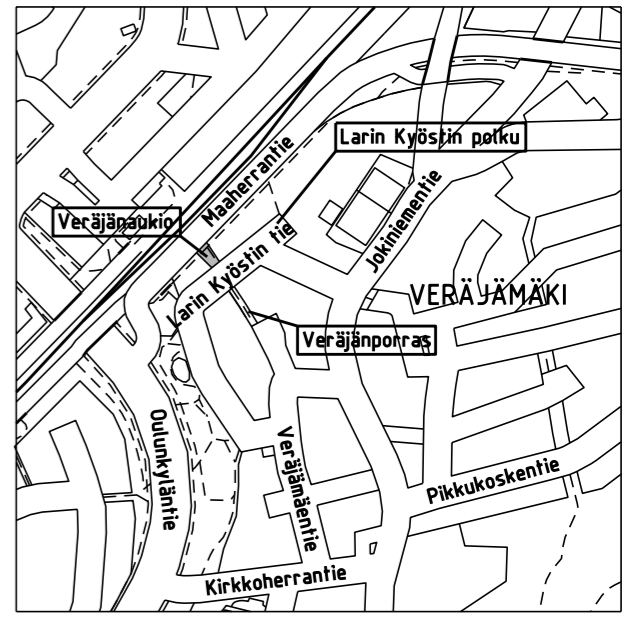 Larin Kyöstin polku
Maaherrantie
Veräjänaukio
Larin Kyöstin tie
Jokiniementie
VERÄJÄMÄKI
Veräjänporras
Oulunkyläntie
Veräjämäentie
Pikkukoskentie
Kirkkoherrantie